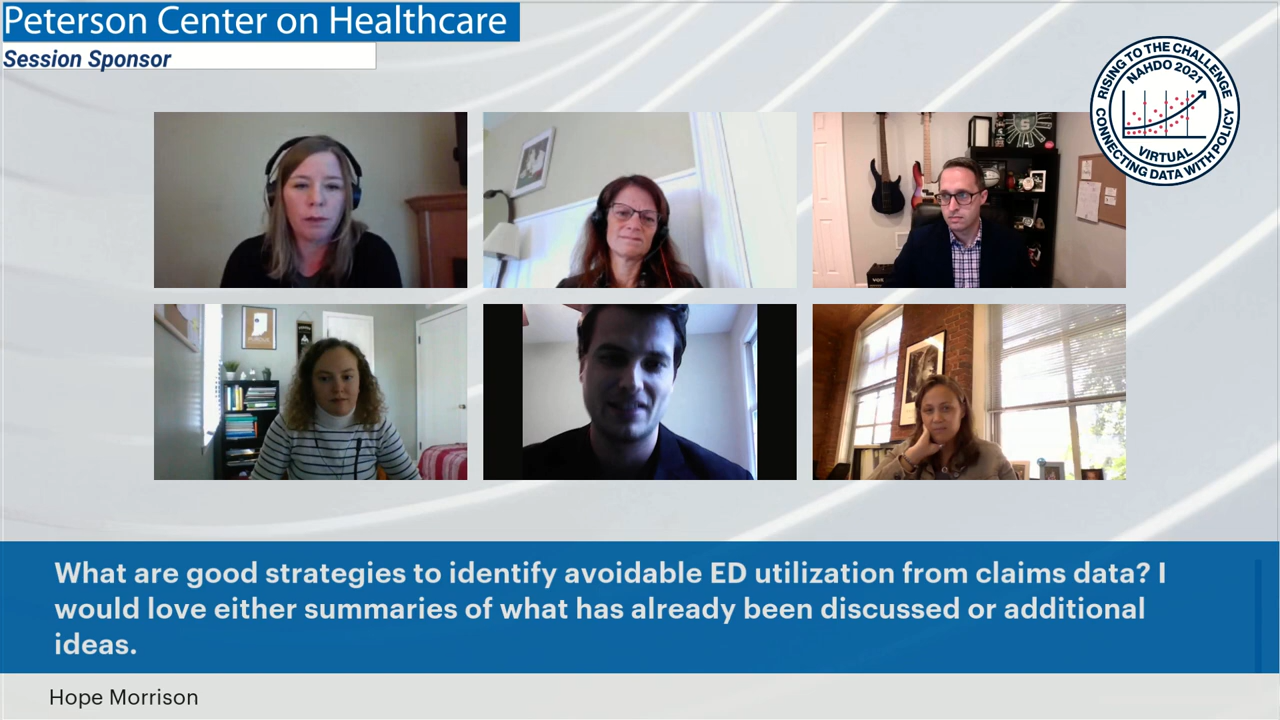 Peterson Center on Healthcare
Session Sponsor
RISING TO THE CHALLENGE
NAHDO 2021
VIRTUAL
CONNECTING DATA WITH POLICY
What are good strategies to identify avoidable ED utilization from claims data? I
would love either summaries of what has already been discussed or additional
ideas.
Hope Morrison